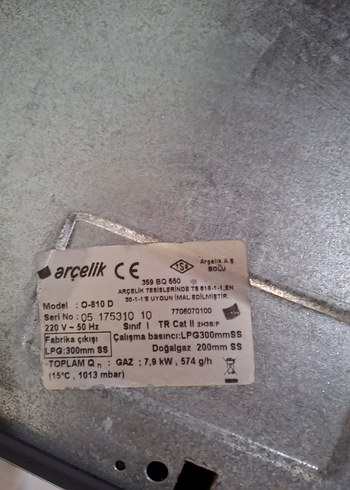 arçelik CE TSE Arçelik A.Ş.
BOLU
359 BQ 550
ARÇELİK TESİSLERİNDE TS 616-1-1,EN
30-1-1'E UYGUN İMAL EDİLMİŞTİR.
Model : O-810 D
Seri No : 05 175310 10 7706070100
220 V ~ 50 Hz Sınıf I TR Cat II 2H3B/P
Fabrika çıkışı Çalışma basıncı:LPG300mmSS
LPG:300mm SS Doğalgaz 200mm SS
TOPLAM Qn : GAZ ; 7,9 kW , 574 g/h
(15°C , 1013 mbar)